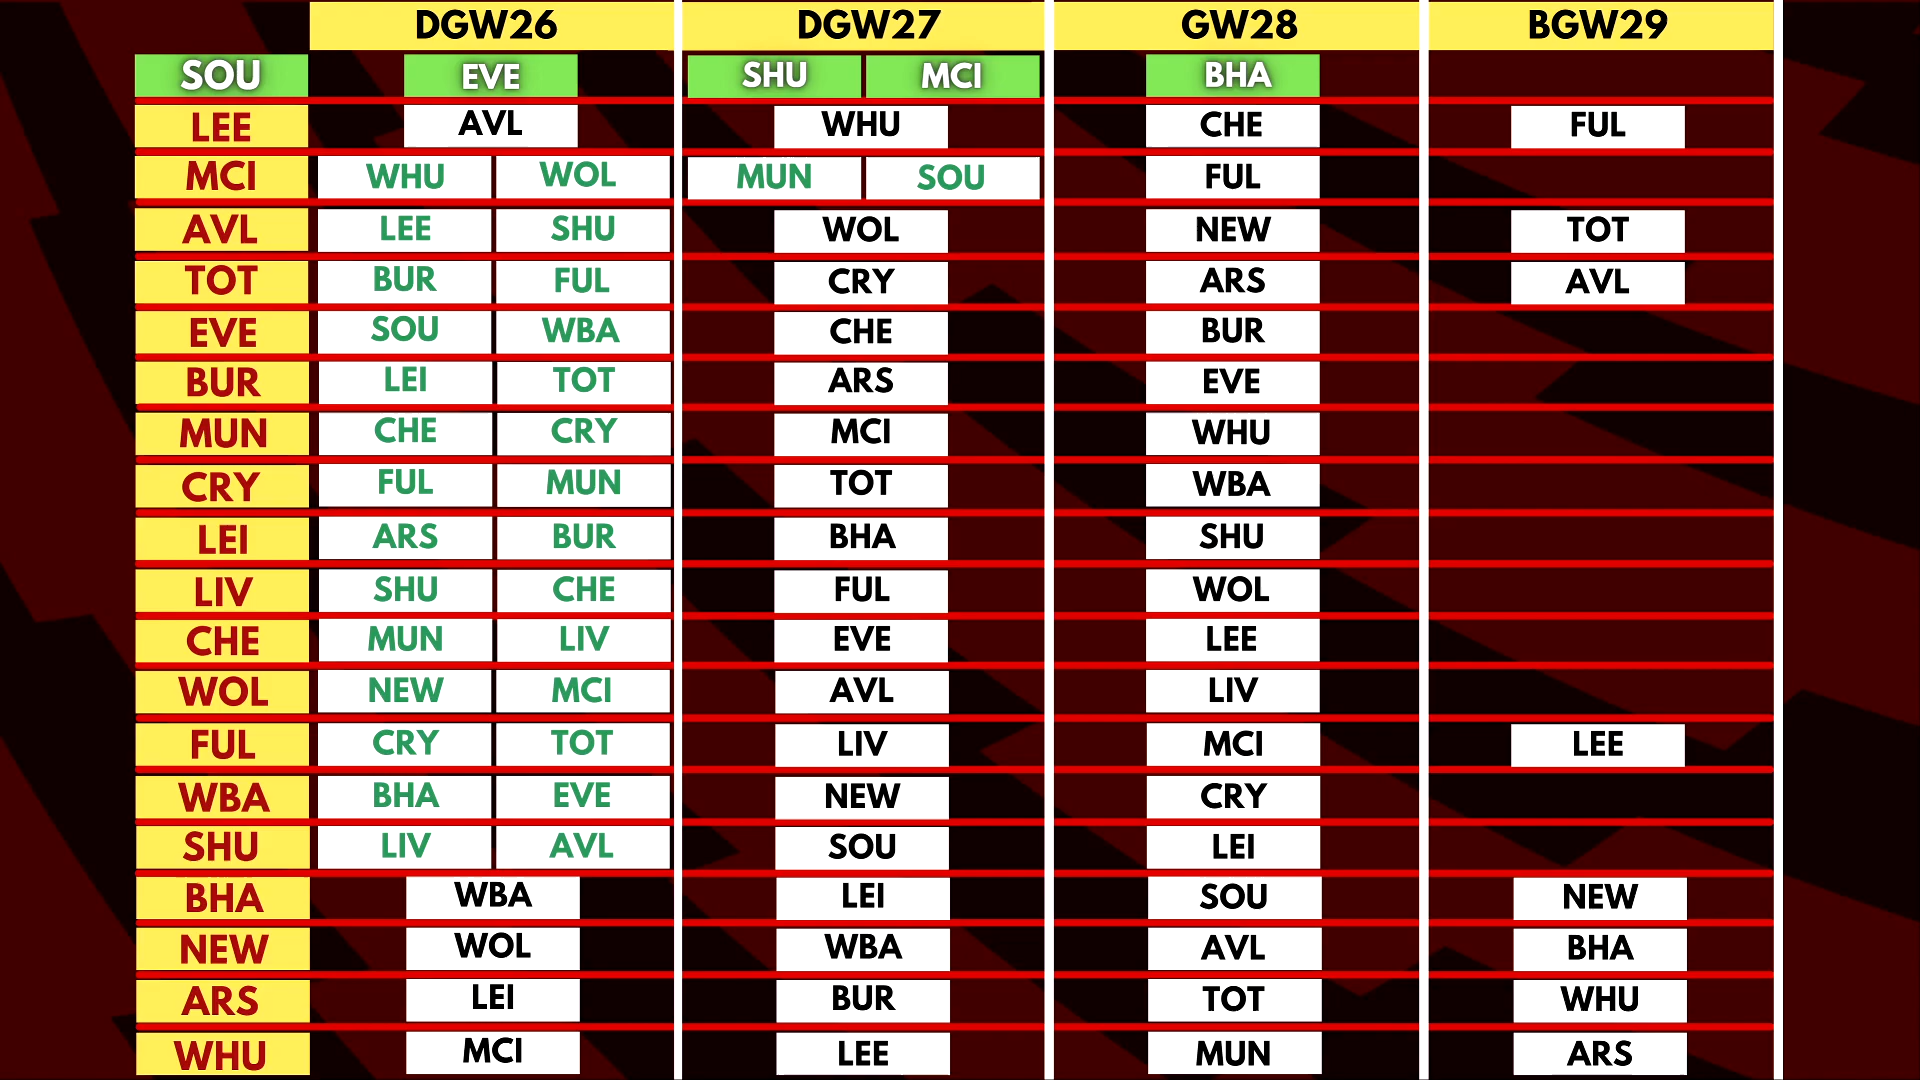 DGW26 DGW27 GW28 BGW29
SOU EVE SHU MCI BHA
LEE AVL WHU CHE FUL
MCI WHU WOL MUN SOU FUL
AVL LEE SHU WOL NEW TOT
TOT BUR FUL CRY ARS AVL
EVE SOU WBA CHE BUR
BUR LEI TOT ARS EVE
MUN CHE CRY MCI WHU
CRY FUL MUN TOT WBA
LEI ARS BUR BHA SHU
LIV SHU CHE FUL WOL
CHE MUN LIV EVE LEE
WOL NEW MCI AVL LIV
FUL CRY TOT LIV MCI LEE
WBA BHA EVE NEW CRY
SHU LIV AVL SOU LEI
BHA WBA LEI SOU NEW
NEW WOL WBA AVL BHA
ARS LEI BUR TOT WHU
WHU MCI LEE MUN ARS